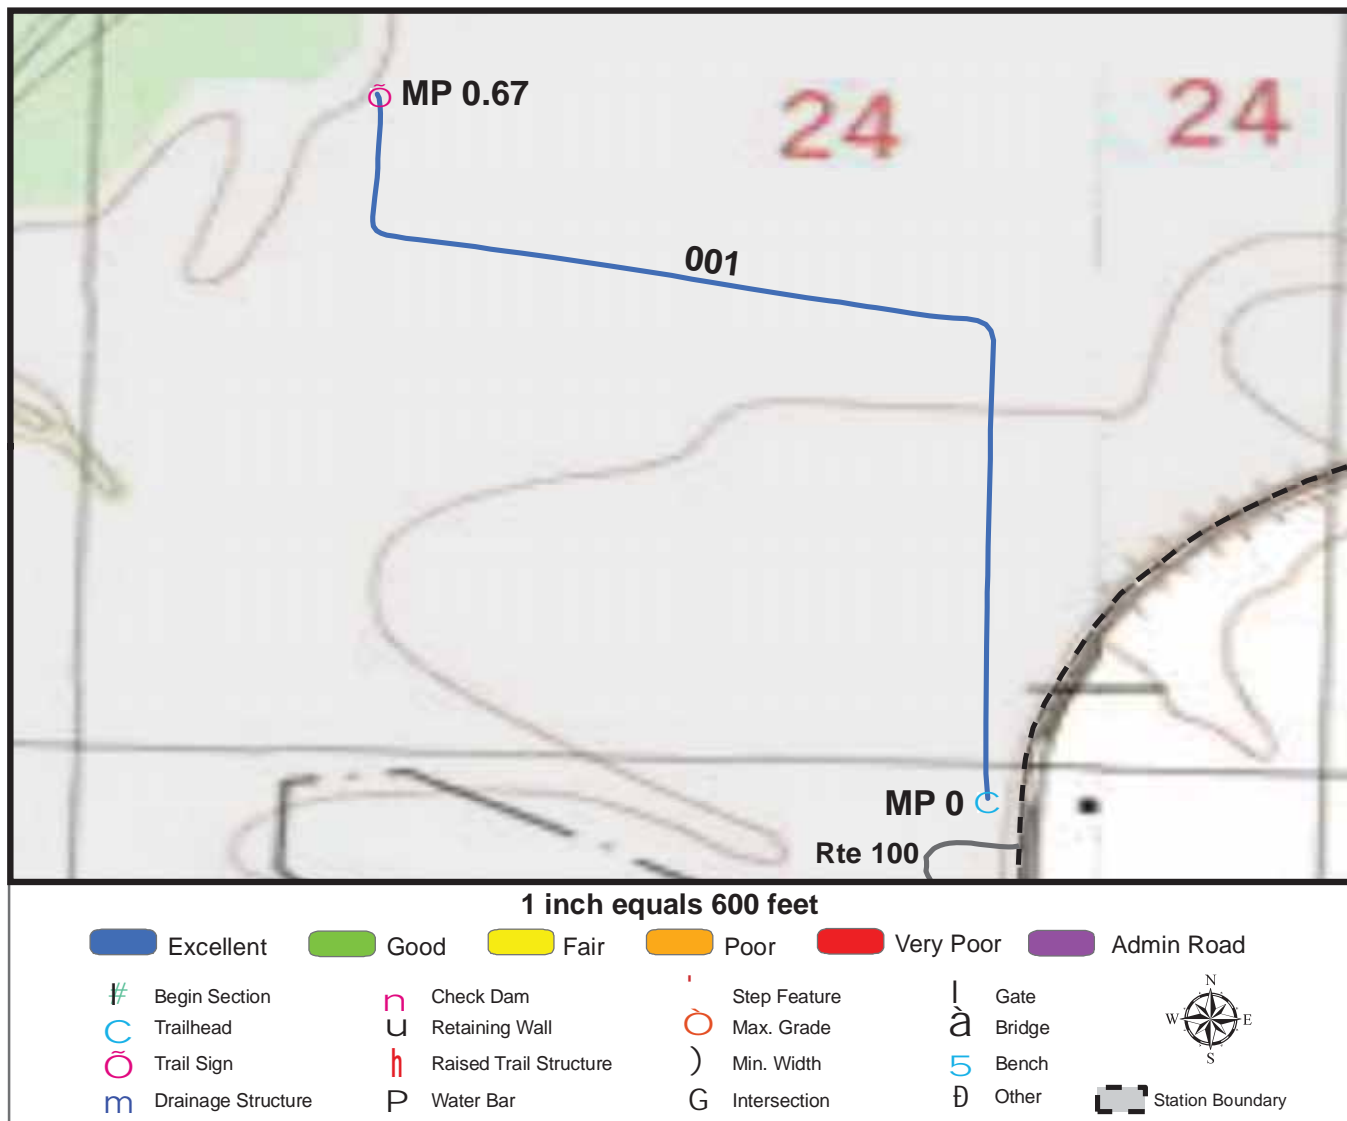 Õ MP 0.67
24
24
001
MP 0 C
Rte 100
1 inch equals 600 feet
Excellent Good Fair Poor Very Poor Admin Road
# Begin Section
C Trailhead
Õ Trail Sign
m Drainage Structure
n Check Dam
u Retaining Wall
h Raised Trail Structure
P Water Bar
' Step Feature
Ò Max. Grade
) Min. Width
G Intersection
l Gate
à Bridge
5 Bench
Ð Other
N
W E
S
Station Boundary